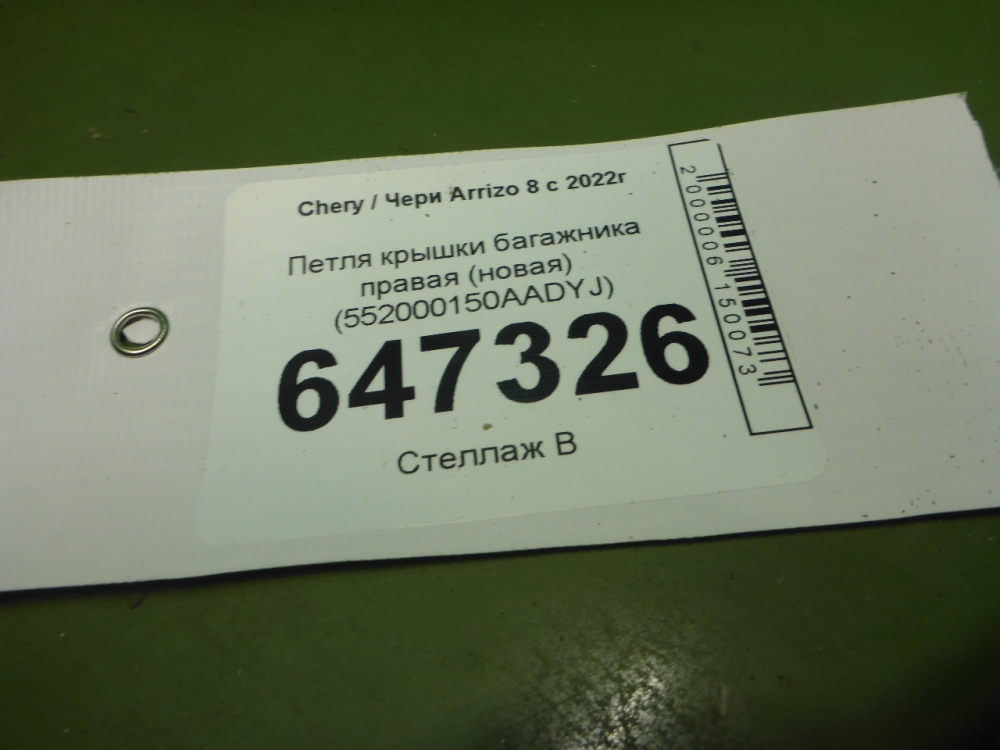 Chery / Чери Arrizo 8 с 2022г
Петля крышки багажника
правая (новая)
(552000150AADYJ)
647326
Стеллаж В
2000006150073